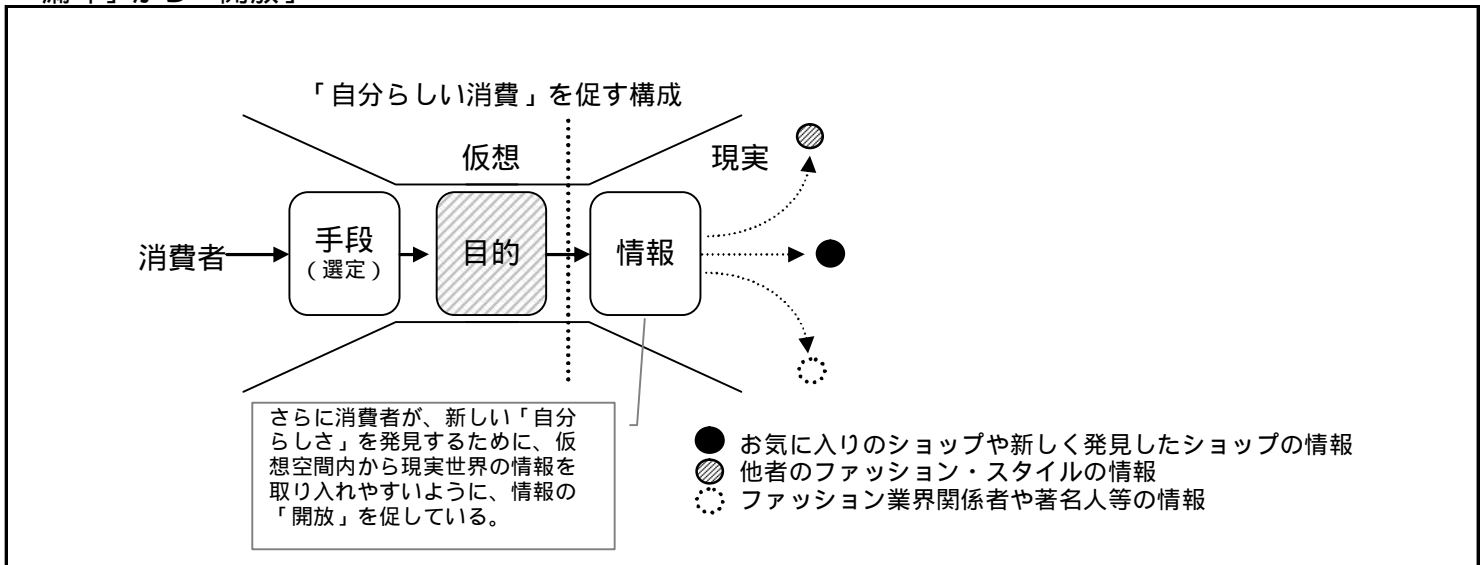 から「開放」
「自分らしい消費」を促す構成
仮想
現実
消費者
手段
（選定）
目的
情報
さらに消費者が、新しい「自分
らしさ」を発見するために、仮
想空間内から現実世界の情報を
取り入れやすいように、情報の
「開放」を促している。
お気に入りのショップや新しく発見したショップの情報
他者のファッション・スタイルの情報
ファッション業界関係者や著名人等の情報